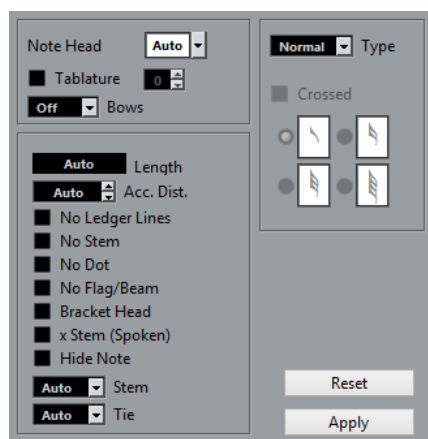 Note Head Auto
Tablature 0
Off Bows
Auto Length
Auto Acc. Dist.
No Ledger Lines
No Stem
No Dot
No Flag/Beam
Bracket Head
x Stem (Spoken)
Hide Note
Auto Stem
Auto Tie
Normal Type
Crossed
Reset
Apply